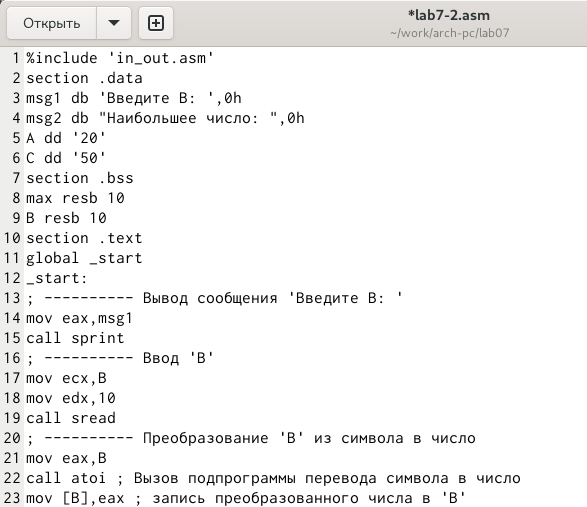 Открыть
*lab7-2.asm
~/work/arch-pc/lab07
1 %include 'in_out.asm'
2 section .data
3 msg1 db 'Введите B: ',0h
4 msg2 db "Наибольшее число: ",0h
5 A dd '20'
6 C dd '50'
7 section .bss
8 max resb 10
9 B resb 10
10 section .text
11 global _start
12 _start:
13 ; ---------- Вывод сообщения 'Введите B: '
14 mov eax,msg1
15 call sprint
16 ; ---------- Ввод 'B'
17 mov ecx,B
18 mov edx,10
19 call sread
20 ; ---------- Преобразование 'B' из символа в число
21 mov eax,B
22 call atoi ; Вызов подпрограммы перевода символа в число
23 mov [B],eax ; запись преобразованного числа в 'B'